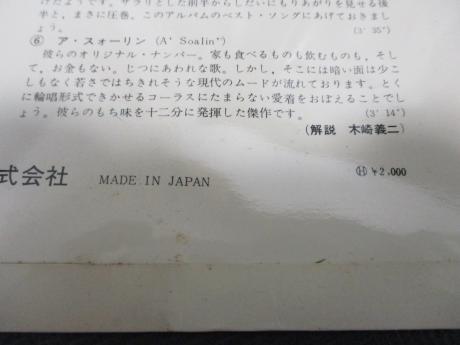 半と、まさに圧巻。このアルバムのベスト・ソングにあげておきまし
ょう。 (3′35″)
⑥ ア・スォーリン (A' Soalin')
彼らのオリジナル・ナンバー。家も食べるものも飲むものも,そし
て,お金もない。じつにあわれな歌。しかし,そこには暗い面は少こ
しもなく若さではちきれそうな現代のムードが流れております。とく
に輪唱形式できかせるコーラスにたまらない愛着をおぼえることでし
ょう。彼らのもち味を十二分に発揮した傑作です。 (3′14″)
(解説 木崎義二)
式会社 MADE IN JAPAN Ⓗ ¥2,000